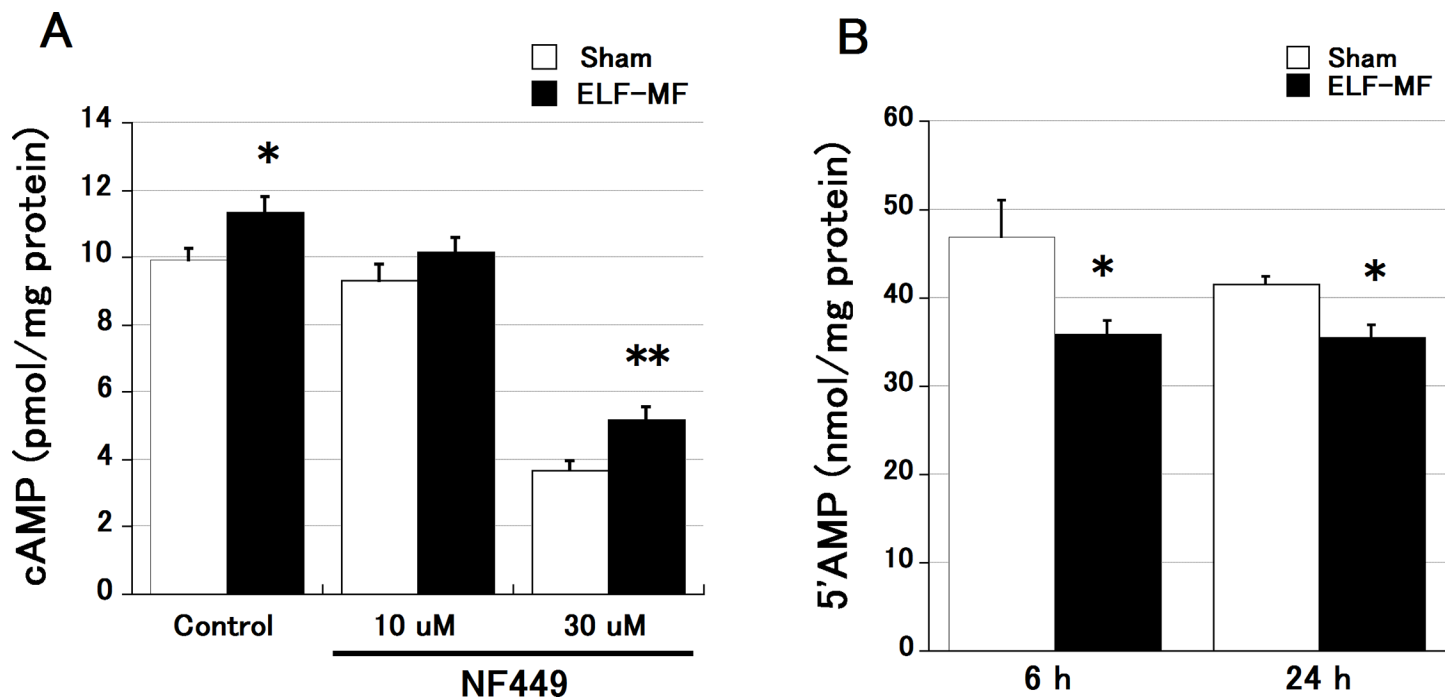 A
Sham
ELF-MF
cAMP (pmol/mg protein)
14
12
10
8
6
4
2
0
*
**
Control
10 uM
30 uM
NF449
B
Sham
ELF-MF
5'AMP (nmol/mg protein)
60
50
40
30
20
10
0
*
*
6 h
24 h